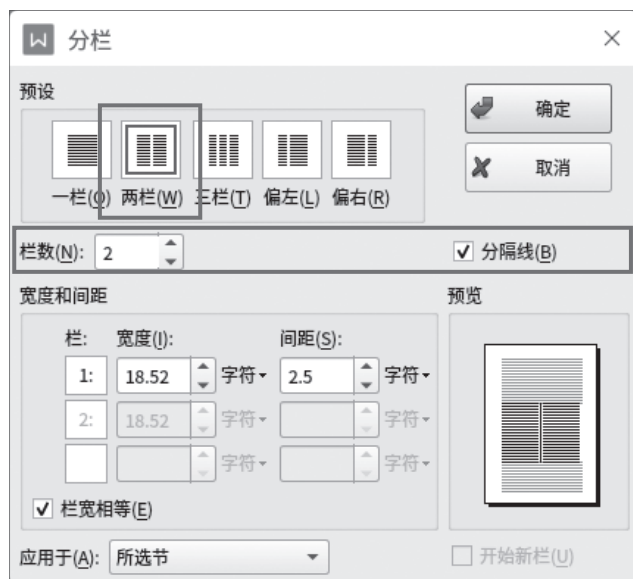 分栏
预设
确定
取消
一栏(O) 两栏(W) 三栏(T) 偏左(L) 偏右(R)
栏数(N): 2 分隔线(B)
宽度和间距 预览
栏: 宽度(I): 间距(S):
1: 18.52 字符 2.5 字符
2: 18.52 字符 字符
字符 字符
栏宽相等(E)
应用于(A): 所选节 开始新栏(U)